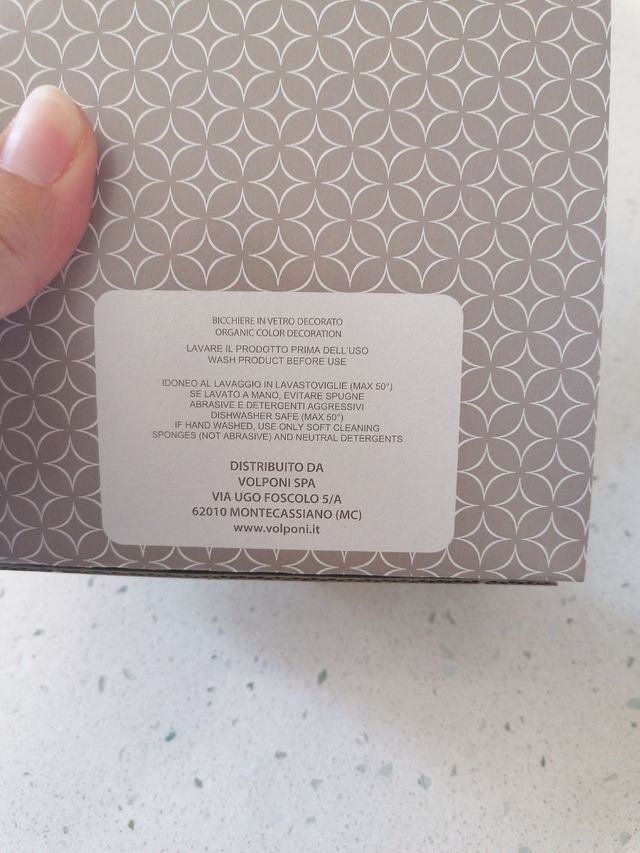 BICCHIERE IN VETRO DECORATO
ORGANIC COLOR DECORATION
LAVARE IL PRODOTTO PRIMA DELL'USO
WASH PRODUCT BEFORE USE
IDONEO AL LAVAGGIO IN LAVASTOVIGLIE (MAX 50°)
SE LAVATO A MANO, EVITARE SPUGNE
ABRASIVE E DETERGENTI AGGRESSIVI
DISHWASHER SAFE (MAX 50°)
IF HAND WASHED, USE ONLY SOFT CLEANING
SPONGES (NOT ABRASIVE) AND NEUTRAL DETERGENTS
DISTRIBUITO DA
VOLPONI SPA
VIA UGO FOSCOLO 5/A
62010 MONTECASSIANO (MC)
www.volponi.it